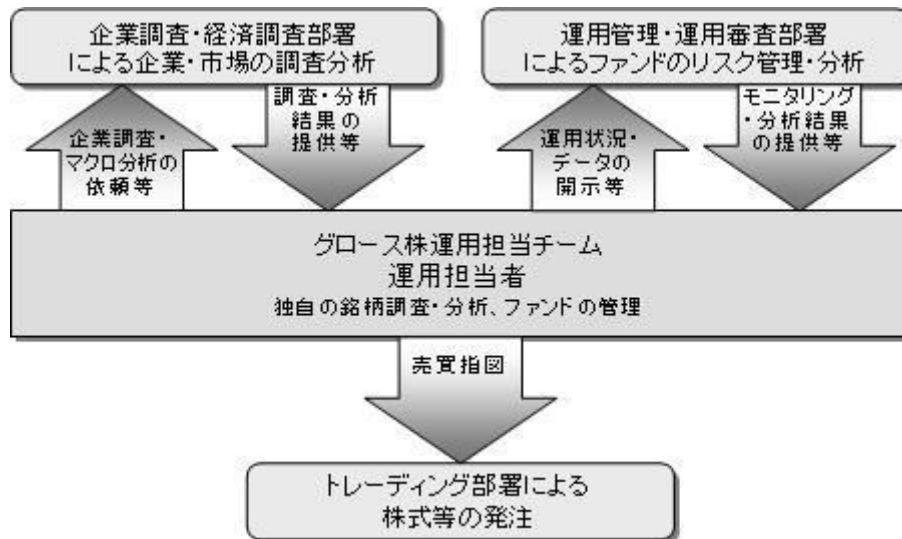 企業調査・経済調査部署
による企業・市場の調査分析
運用管理・運用審査部署
によるファンドのリスク管理・分析
企業調査・
マクロ分析の
依頼等
調査・分析
結果の
提供等
運用状況・
データの
開示等
モニタリング
・分析結果
の提供等
グロース株運用担当チーム
運用担当者
独自の銘柄調査・分析、ファンドの管理
売買指図
トレーディング部署による
株式等の発注